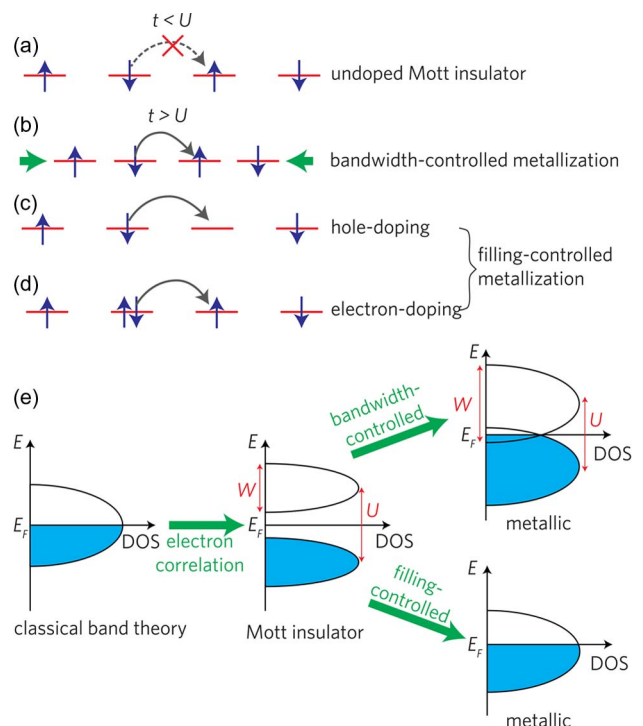 (a)
t < U
undoped Mott insulator
(b)
t > U
bandwidth-controlled metallization
(c)
hole-doping
filling-controlled
metallization
(d)
electron-doping
(e)
E
W
bandwidth-
controlled
E_F
U
DOS
metallic
E
E_F
DOS
classical band theory
electron
correlation
E
W
E_F
U
DOS
Mott insulator
filling-
controlled
E
E_F
DOS
metallic